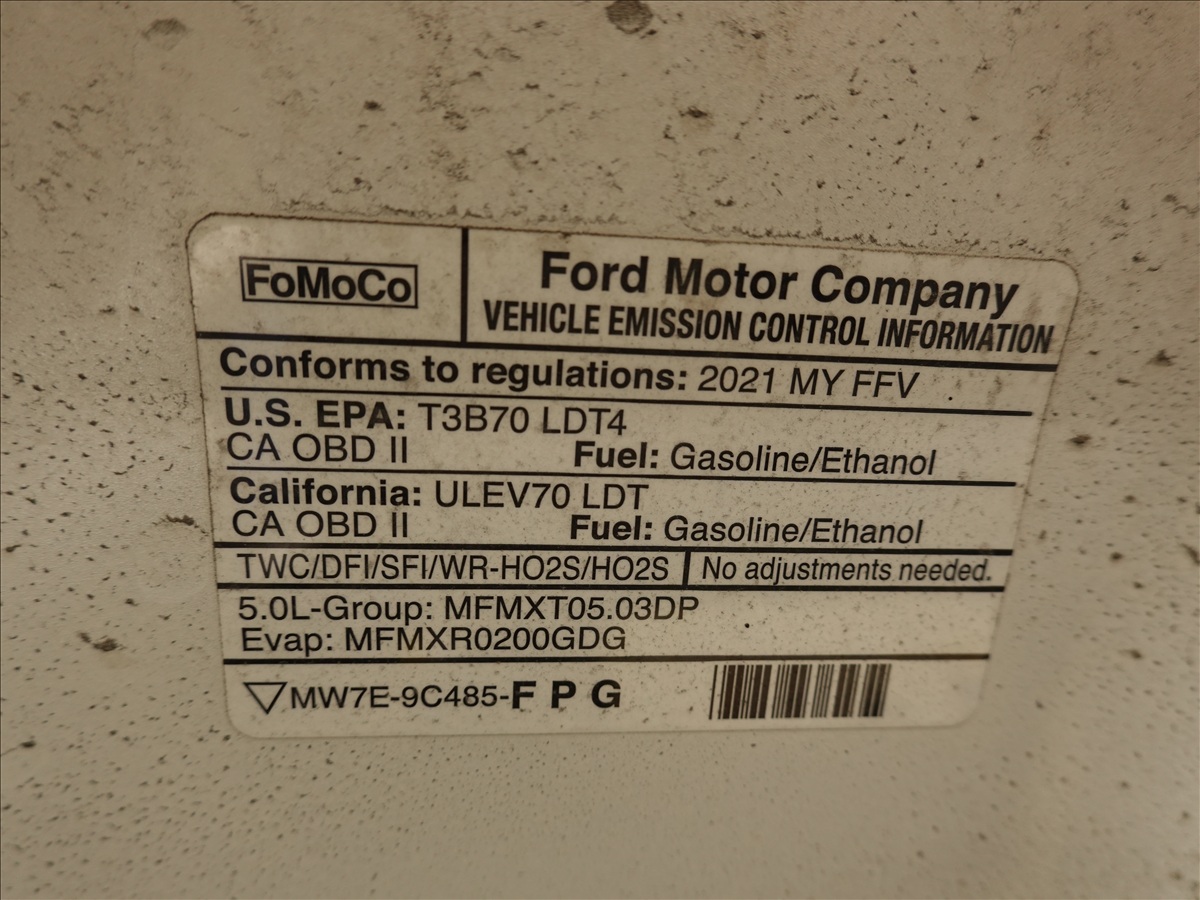 FoMoCo
Ford Motor Company
VEHICLE EMISSION CONTROL INFORMATION
Conforms to regulations: 2021 MY FFV
U.S. EPA: T3B70 LDT4
CA OBD II Fuel: Gasoline/Ethanol
California: ULEV70 LDT
CA OBD II Fuel: Gasoline/Ethanol
TWC/DFI/SFI/WR-HO2S/HO2S No adjustments needed.
5.0L-Group: MFMXT05.03DP
Evap: MFMXR0200GDG
MW7E-9C485-F P G